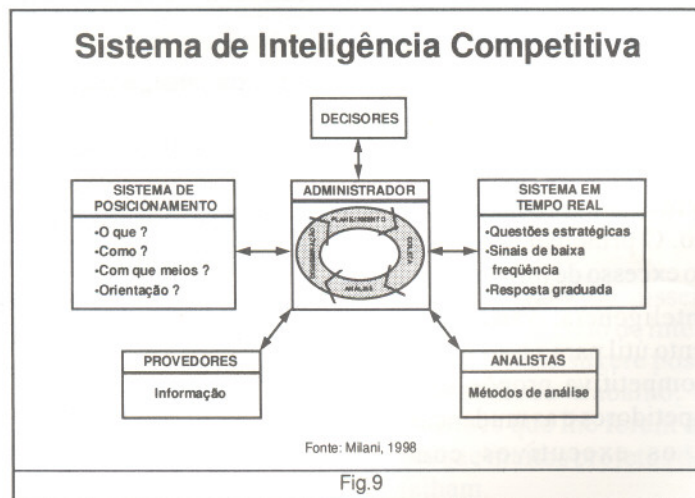 Sistema de Inteligência Competitiva
DECISORES
SISTEMA DE
POSICIONAMENTO
•O que ?
•Como ?
•Com que meios ?
•Orientação ?
ADMINISTRADOR
PLANEJAMENTO
COLETA
ANÁLISE
DISSEMINAÇÃO
SISTEMA EM
TEMPO REAL
•Questões estratégicas
•Sinais de baixa
freqüência
•Resposta graduada
PROVEDORES
Informação
ANALISTAS
Métodos de análise
Fonte: Milani, 1998
Fig.9